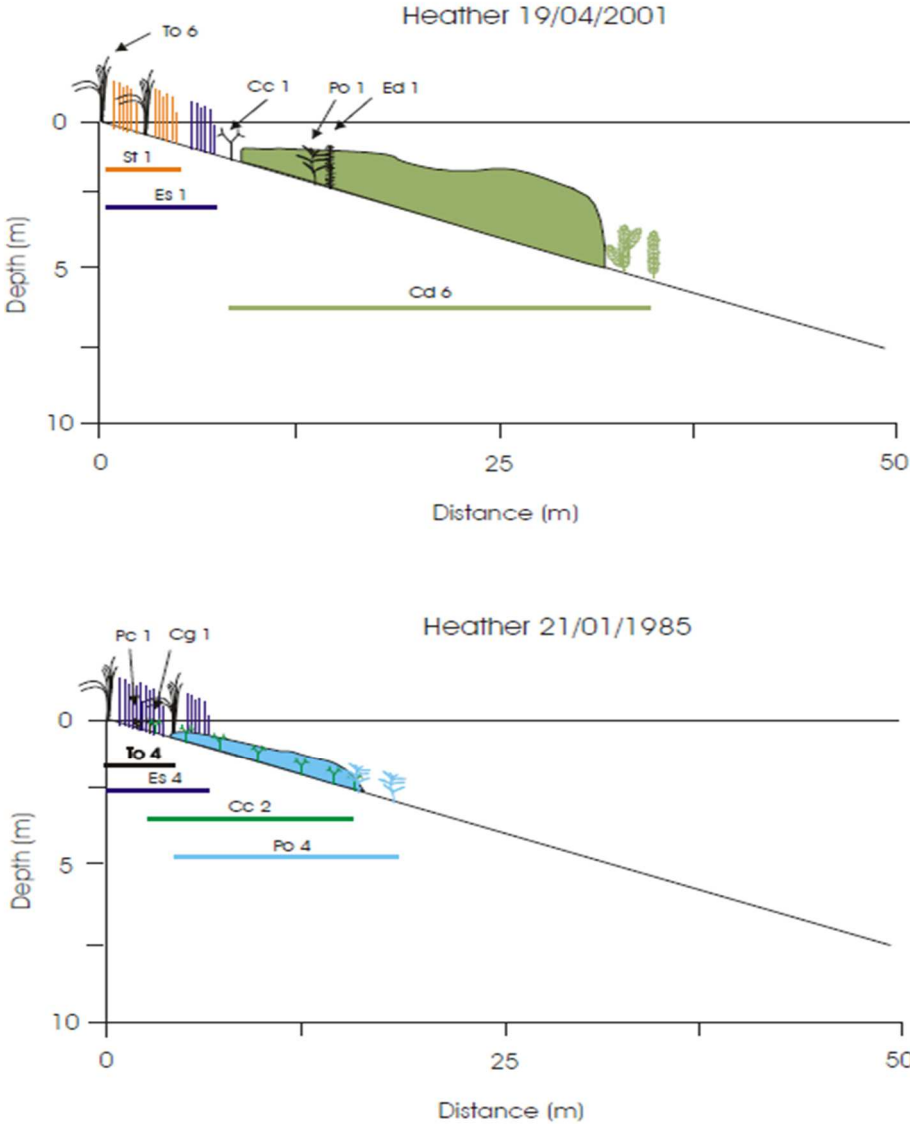 Heather 19/04/2001
To 6
Cc 1
Po 1
Ed 1
0
St 1
Es 1
5
Cd 6
10
Depth (m)
0
25
50
Distance (m)
Heather 21/01/1985
Pc 1
Cg 1
0
To 4
Es 4
Cc 2
Po 4
5
10
Depth (m)
0
25
50
Distance (m)